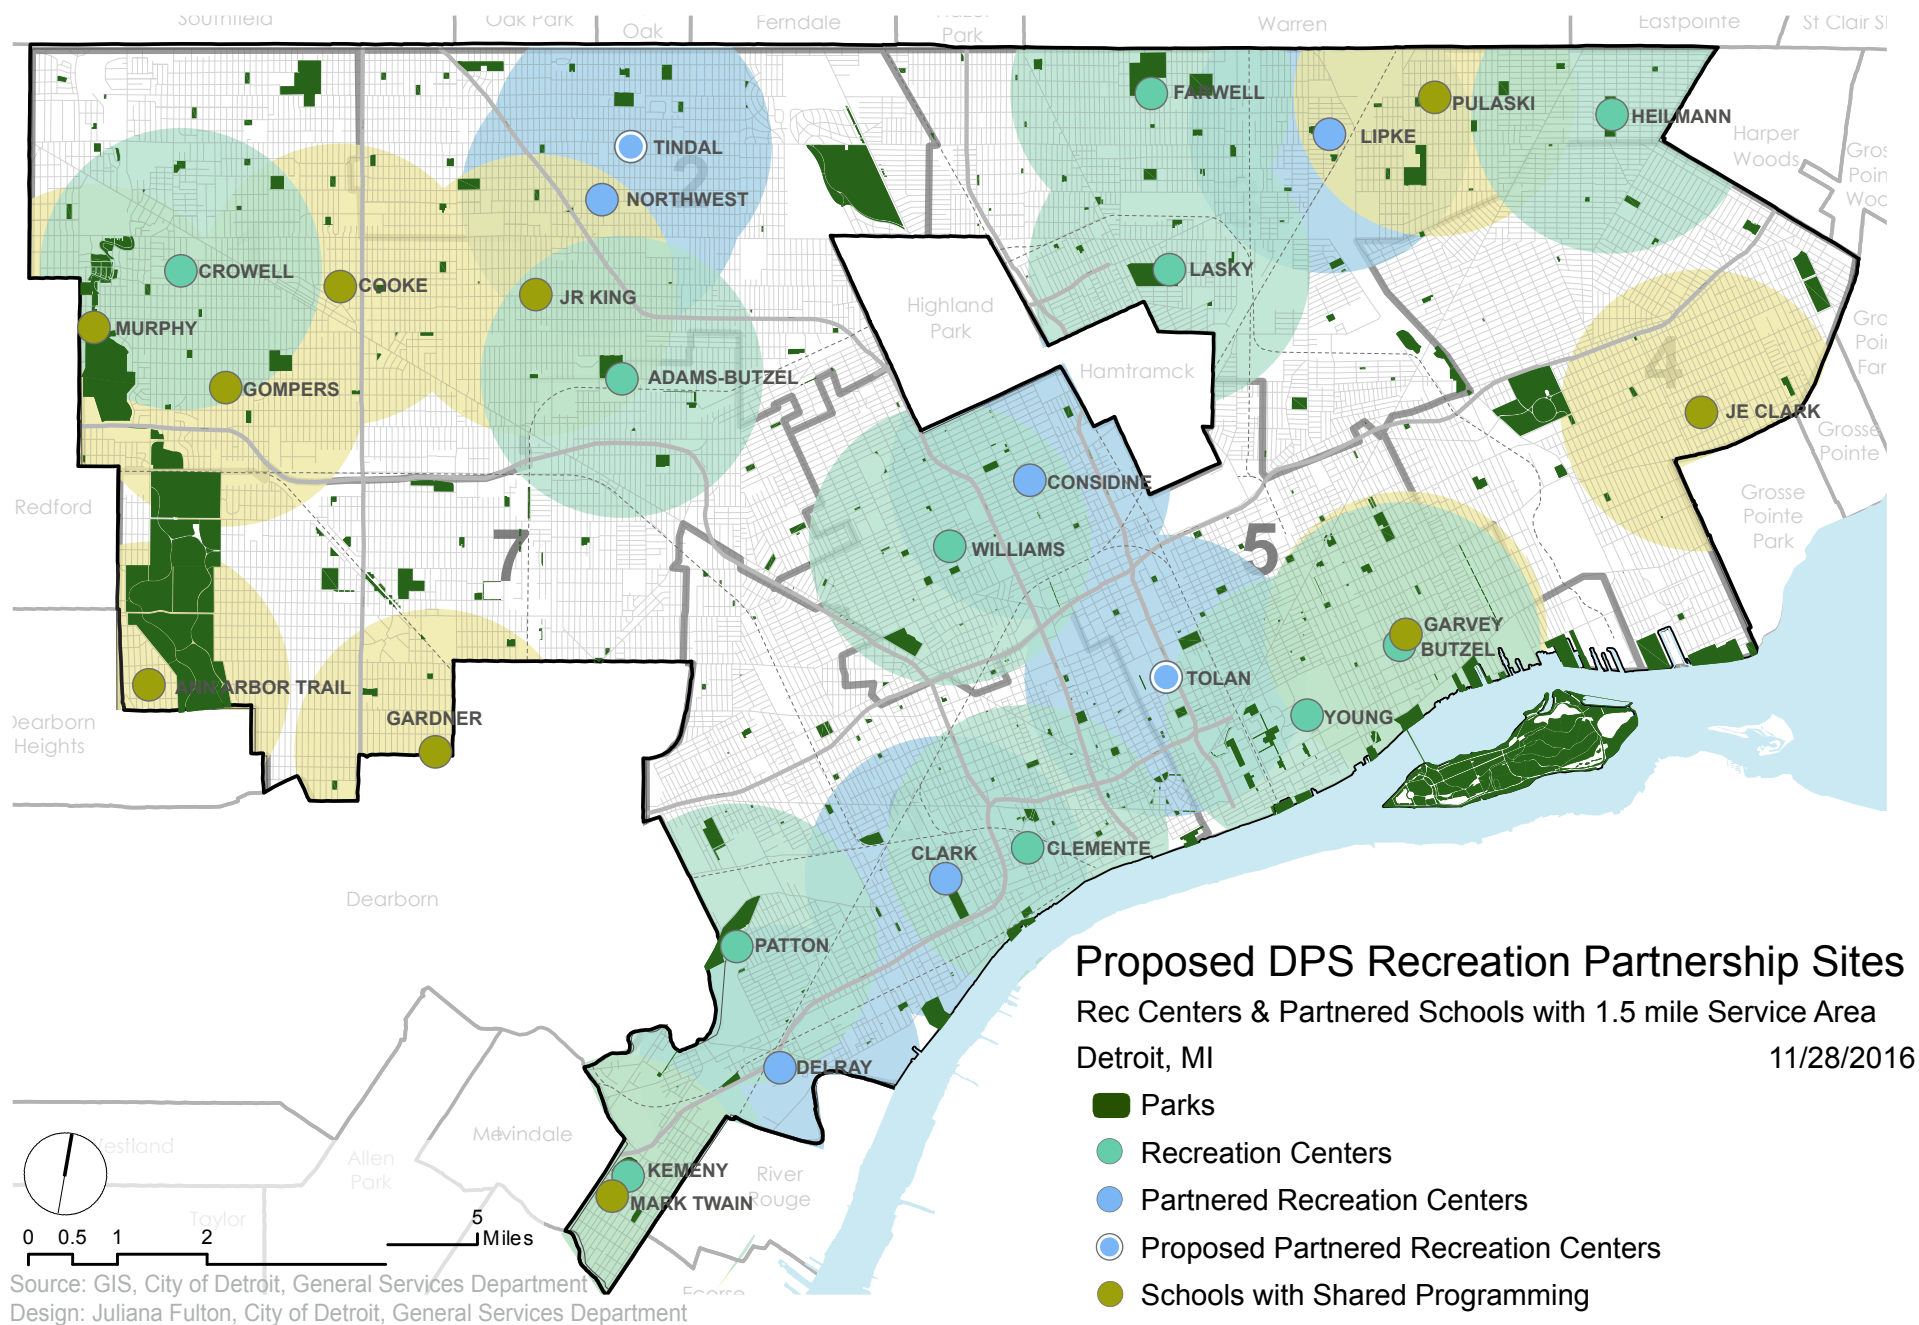 Southfield
Oak Park
Oak
Ferndale
Park
Warren
Eastpointe
St Clair
FARWELL
PULASKI
HEILMANN
LIPKE
TINDAL
2
NORTHWEST
Harper
Woods
CROWELL
COOKE
JR KING
LASKY
MURPHY
Highland
Park
Hamtramck
GOMPERS
ADAMS-BUTZEL
4
JE CLARK
Grosse
Pointe
CONSIDINE
Redford
7
WILLIAMS
5
Grosse
Pointe
Park
GARVEY
BUTZEL
ANN ARBOR TRAIL
GARDNER
TOLAN
YOUNG
Dearborn
Heights
CLARK
CLEMENTE
Dearborn
PATTON
DELRAY
Melvindale
Allen
Park
KEMENY
MARK TWAIN
River
Rouge
Taylor
Proposed DPS Recreation Partnership Sites
Rec Centers & Partnered Schools with 1.5 mile Service Area
Detroit, MI 11/28/2016
Parks
Recreation Centers
Partnered Recreation Centers
Proposed Partnered Recreation Centers
Schools with Shared Programming
0 0.5 1 2 5
Miles
Source: GIS, City of Detroit, General Services Department
Design: Juliana Fulton, City of Detroit, General Services Department